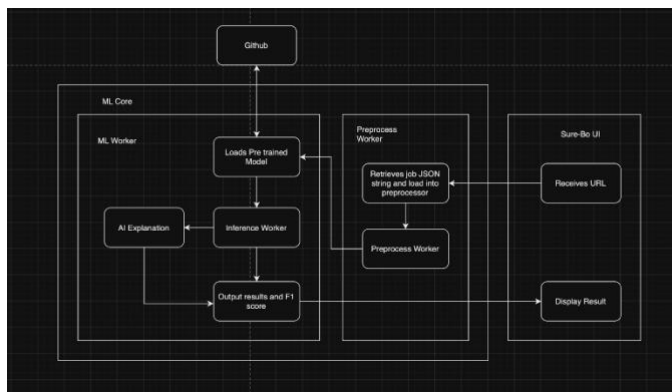 Github
ML Core
ML Worker
Preprocess
Worker
Sure-Bo UI
Loads Pre trained
Model
Retrieves job JSON
string and load into
preprocessor
Receives URL
AI Explanation
Inference Worker
Preprocess Worker
Output results and F1
score
Display Result